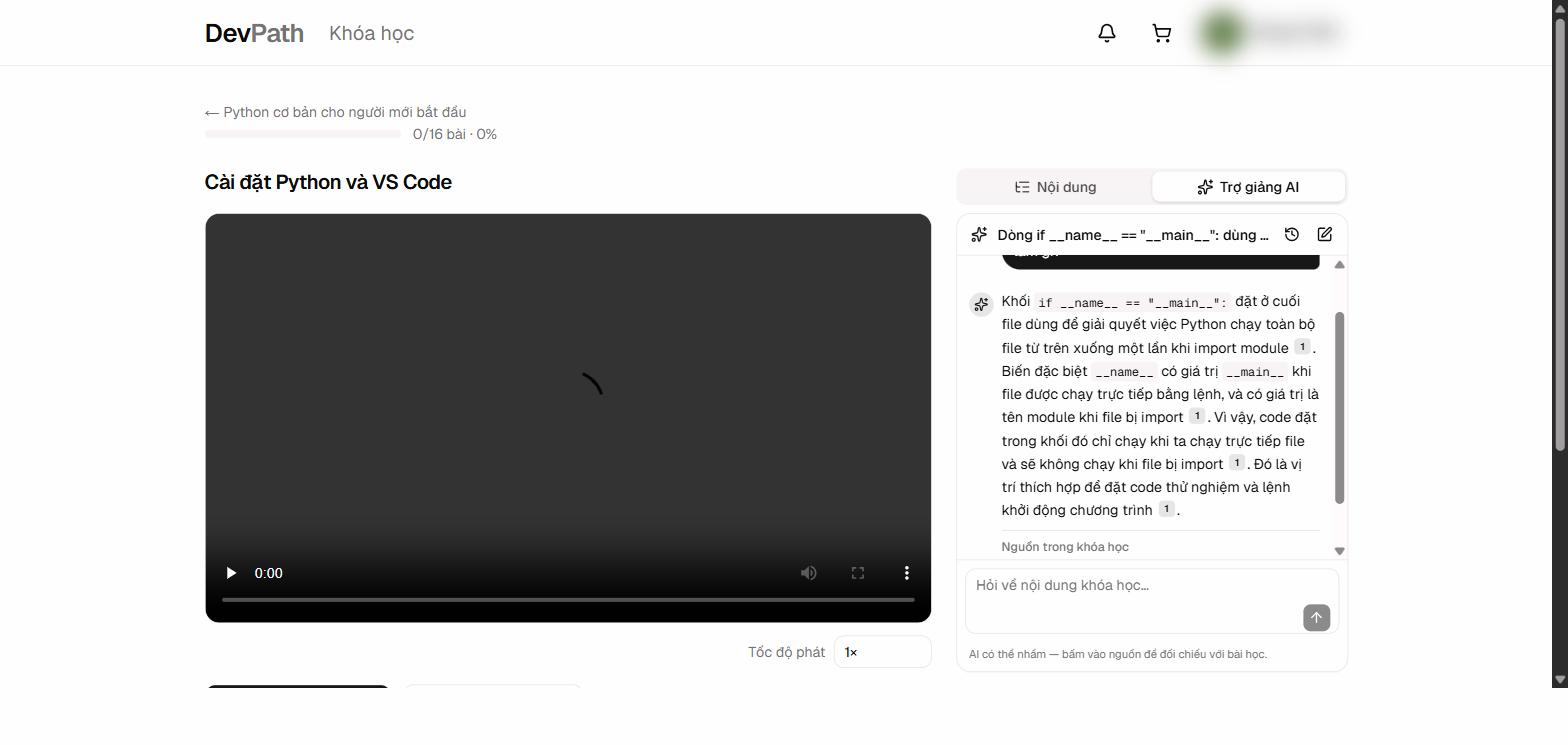 DevPath
Khóa học
← Python cơ bản cho người mới bắt đầu
0/16 bài · 0%
Cài đặt Python và VS Code
0:00
Tốc độ phát
1×
Nội dung
Trợ giảng AI
Dòng if __name__ == "__main__": dùng ...
Khối if __name__ == "__main__": đặt ở cuối
file dùng để giải quyết việc Python chạy toàn bộ
file từ trên xuống một lần khi import module 1 .
Biến đặc biệt __name__ có giá trị __main__ khi
file được chạy trực tiếp bằng lệnh, và có giá trị là
tên module khi file bị import 1 . Vì vậy, code đặt
trong khối đó chỉ chạy khi ta chạy trực tiếp file
và sẽ không chạy khi file bị import 1 . Đó là vị
trí thích hợp để đặt code thử nghiệm và lệnh
khởi động chương trình 1 .
Nguồn trong khóa học
Hỏi về nội dung khóa học...
AI có thể nhầm — bấm vào nguồn để đối chiếu với bài học.